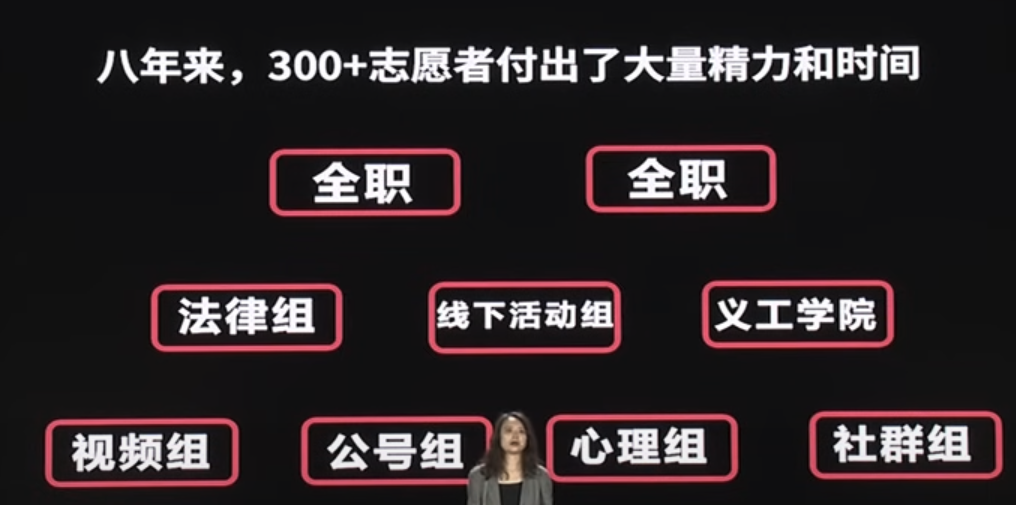 八年来，300+志愿者付出了大量精力和时间
全职 全职
法律组 线下活动组 义工学院
视频组 公号组 心理组 社群组